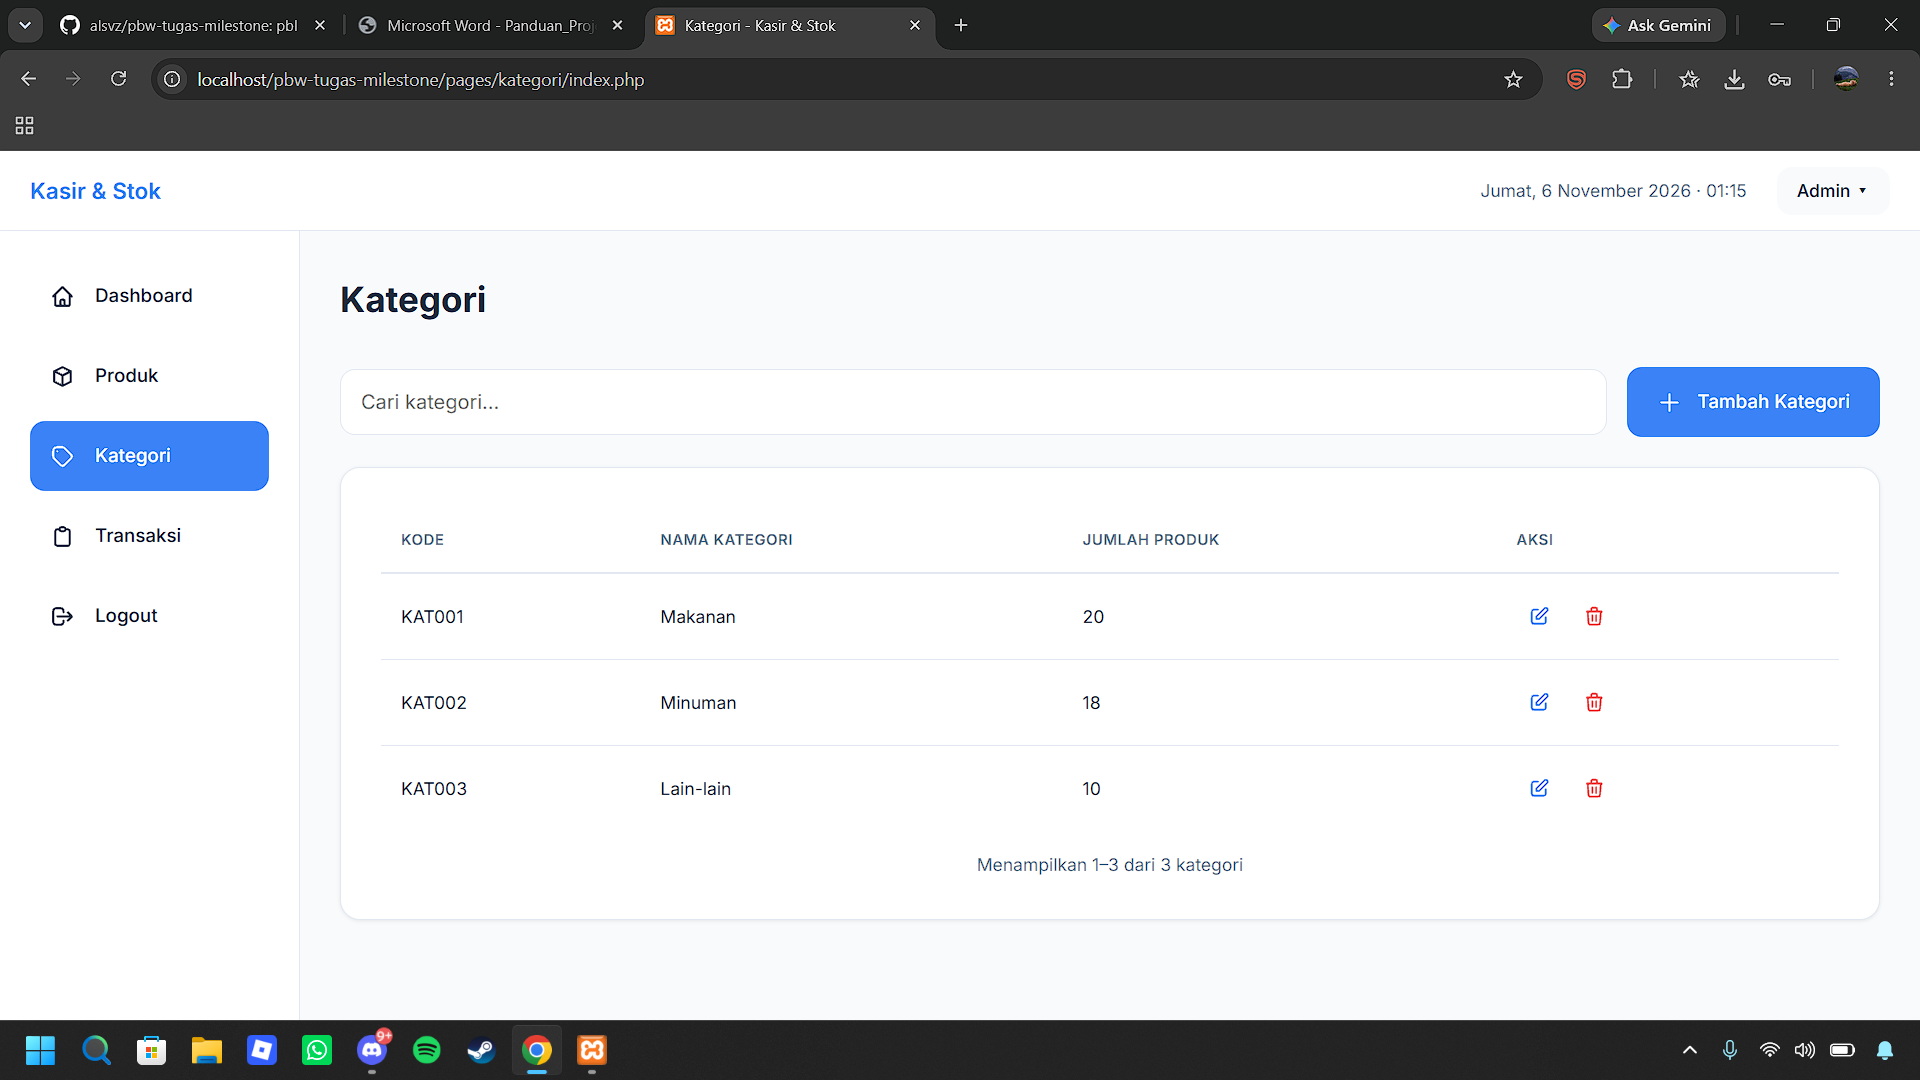 alsvz/pbw-tugas-milestone: pbl
Microsoft Word - Panduan_Proj
Kategori - Kasir & Stok
Ask Gemini
localhost/pbw-tugas-milestone/pages/kategori/index.php
Kasir & Stok
Jumat, 6 November 2026 · 01:15
Admin
Dashboard
Produk
Kategori
Transaksi
Logout
Kategori
Cari kategori...
Tambah Kategori
KODE NAMA KATEGORI JUMLAH PRODUK AKSI
KAT001 Makanan 20
KAT002 Minuman 18
KAT003 Lain-lain 10
Menampilkan 1–3 dari 3 kategori
9+